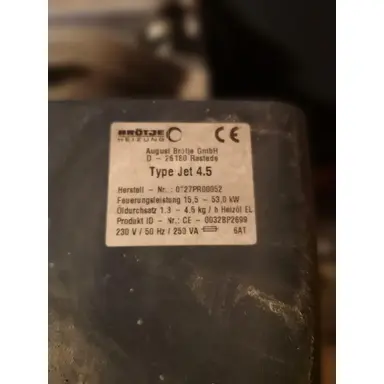 BRÖTJE
HEIZUNG
CE
August Brötje GmbH
D - 26180 Rastede
Type Jet 4.5
Herstell - Nr.: 0127PR00052
Feuerungsleistung 15,5 - 53,0 kW
Öldurchsatz 1.3 - 4.5 kg / h Heizöl EL
Produkt ID - Nr.: CE - 0032BP2699
230 V / 50 Hz / 250 VA 6AT